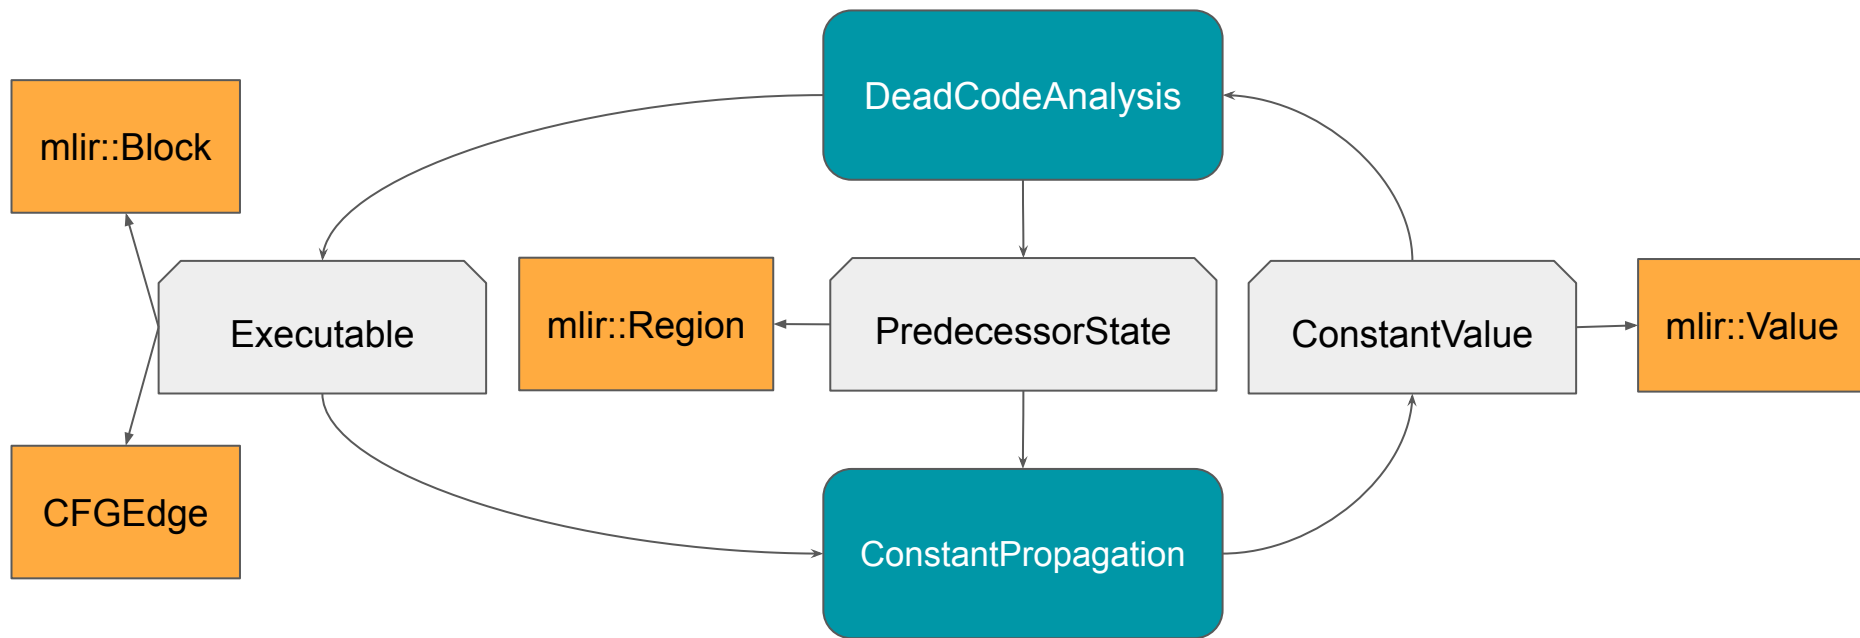 DeadCodeAnalysis
mlir::Block
Executable
mlir::Region
PredecessorState
ConstantValue
mlir::Value
CFGEdge
ConstantPropagation